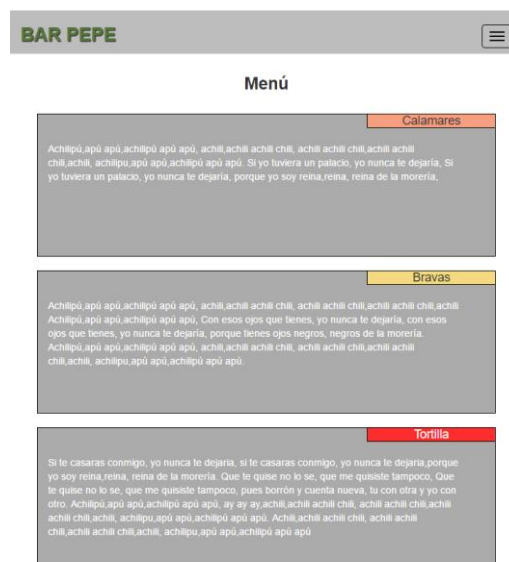 BAR PEPE
Menú
Calamares
Achilipú,apú apú,achilipú apú apú, achili,achili achili chili, achili achili chili,achili achili
chili,achili, achilipu,apú apú,achilipú apú apú. Si yo tuviera un palacio, yo nunca te dejaría, Si
yo tuviera un palacio, yo nunca te dejaría, porque yo soy reina,reina, reina de la morería,
Bravas
Achilipú,apú apú,achilipú apú apú, achili,achili achili chili, achili achili chili,achili achili chili,achili
Achilipú,apú apú,achilipú apú apú, Con esos ojos que tienes, yo nunca te dejaría, con esos
ojos que tienes, yo nunca te dejaría, porque tienes ojos negros, negros de la morería.
Achilipú,apú apú,achilipú apú apú, achili,achili achili chili, achili achili chili,achili achili
chili,achili, achilipu,apú apú,achilipú apú apú.
Tortilla
Si te casaras conmigo, yo nunca te dejaria, si te casaras conmigo, yo nunca te dejaria,porque
yo soy reina,reina, reina de la morería. Que te quise no lo se, que me quisiste tampoco, Que
te quise no lo se, que me quisiste tampoco, pues borrón y cuenta nueva, tu con otra y yo con
otro. Achilipú,apú apú,achilipú apú apú, ay ay ay,achili,achili achili chili, achili achili chili,achili
achili chili,achili, achilipu,apú apú,achilipú apú apú. Achili,achili achili chili, achili achili
chili,achili achili chili,achili, achilipu,apú apú,achilipú apú apú